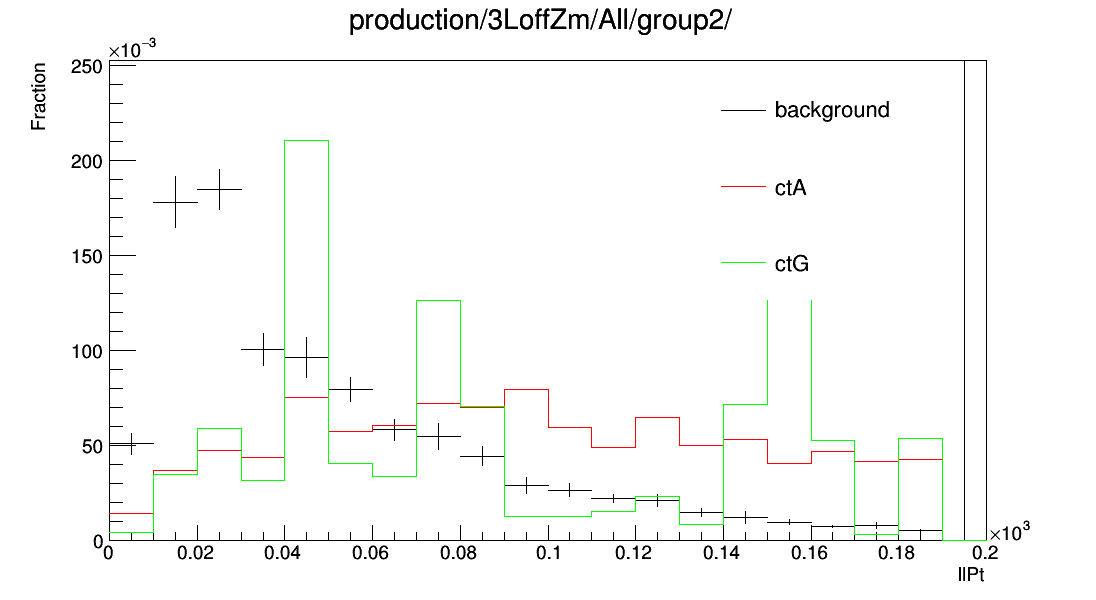 production/3LoffZm/All/group2/
×10⁻³
Fraction
250
200
150
100
50
0
background
ctA
ctG
0 0.02 0.04 0.06 0.08 0.1 0.12 0.14 0.16 0.18 0.2
×10³
llPt